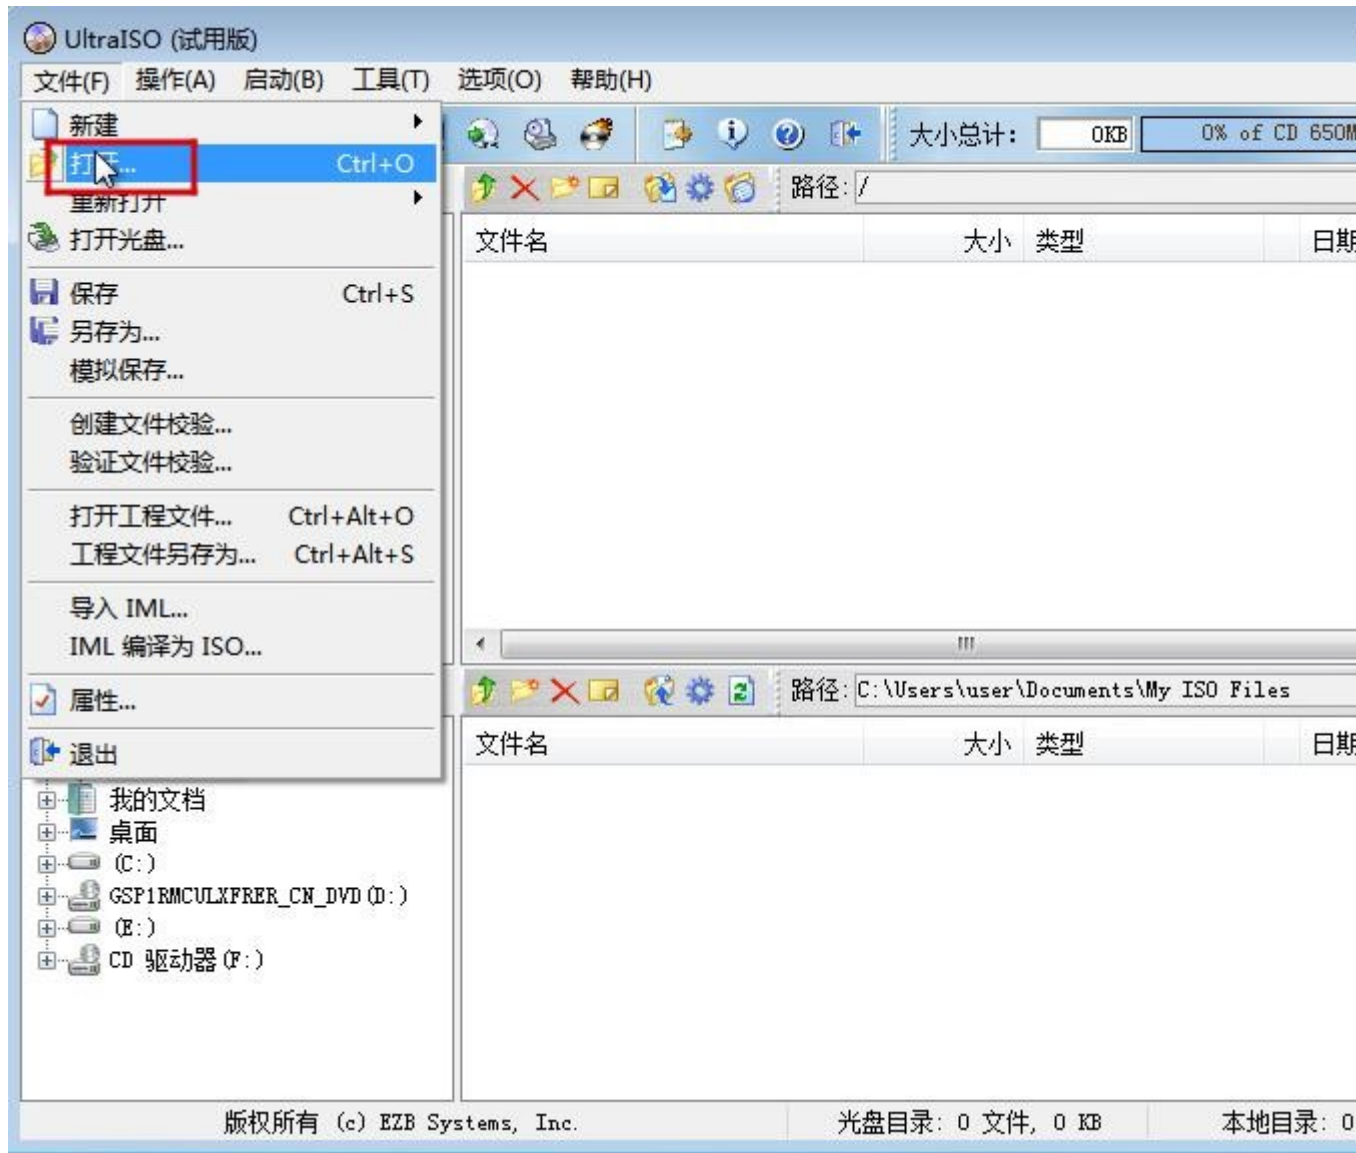 UltraISO (试用版)
文件(F) 操作(A) 启动(B) 工具(T) 选项(O) 帮助(H)
新建
打开... Ctrl+O
重新打开
打开光盘...
保存 Ctrl+S
另存为...
模拟保存...
创建文件校验...
验证文件校验...
打开工程文件... Ctrl+Alt+O
工程文件另存为... Ctrl+Alt+S
导入 IML...
IML 编译为 ISO...
属性...
退出
大小总计: 0KB 0% of CD 650M
路径: /
文件名 大小 类型 日期
路径: C:\Users\user\Documents\My ISO Files
文件名 大小 类型 日期
我的文档
桌面
(C:)
GSP1RMCULXFRER_CN_DVD(D:)
(E:)
CD 驱动器(F:)
版权所有 (c) EZB Systems, Inc. 光盘目录: 0 文件, 0 KB 本地目录: 0